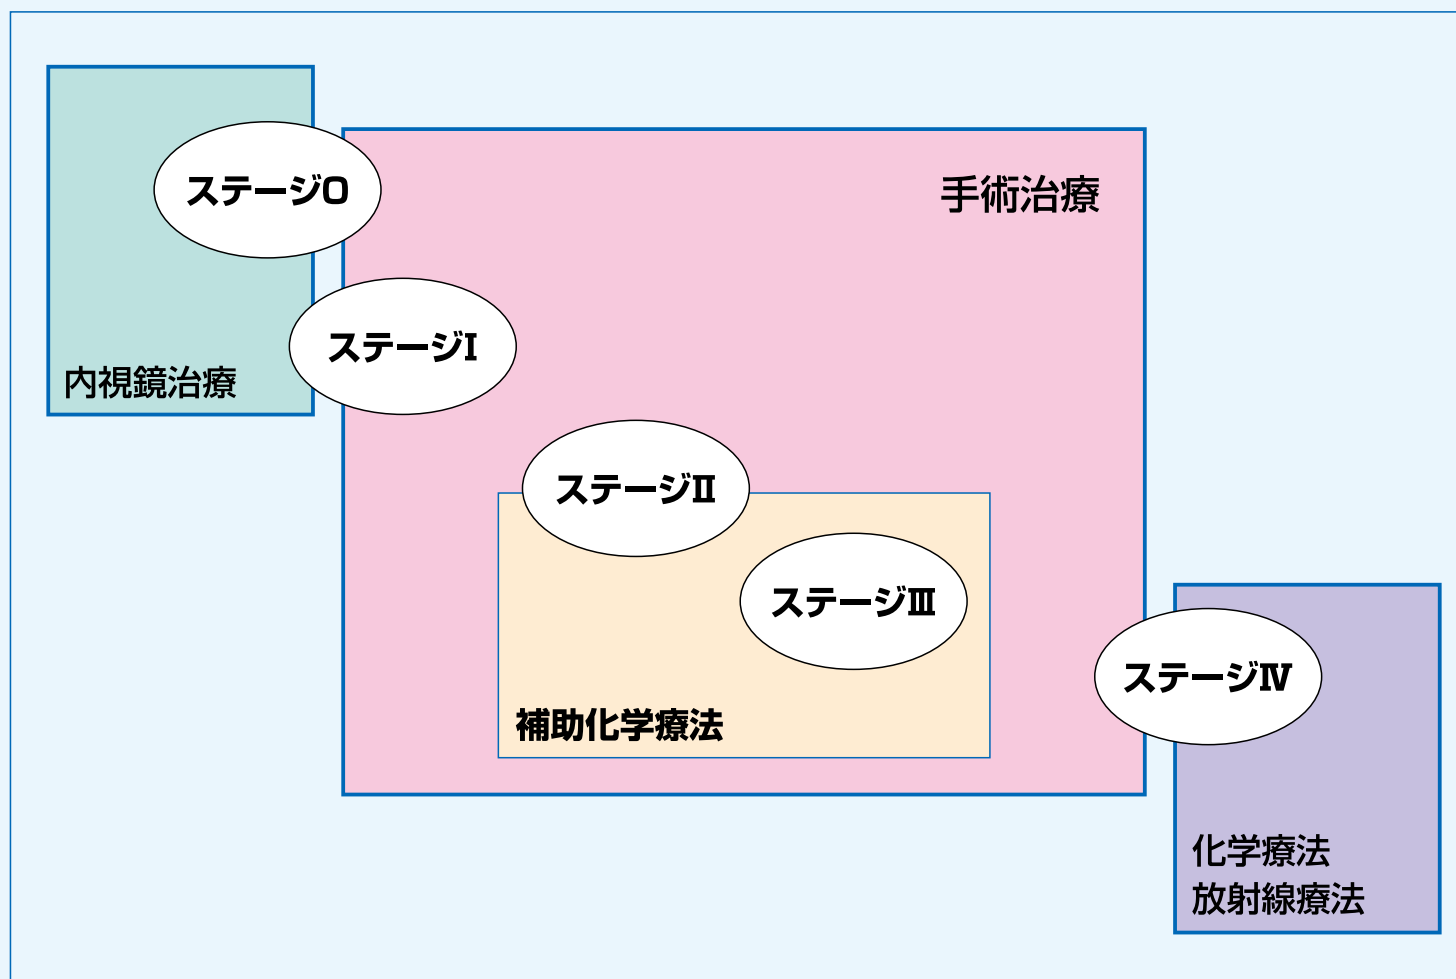 ステージ0
手術治療
ステージI
内視鏡治療
ステージⅡ
ステージⅢ
補助化学療法
ステージⅣ
化学療法
放射線療法